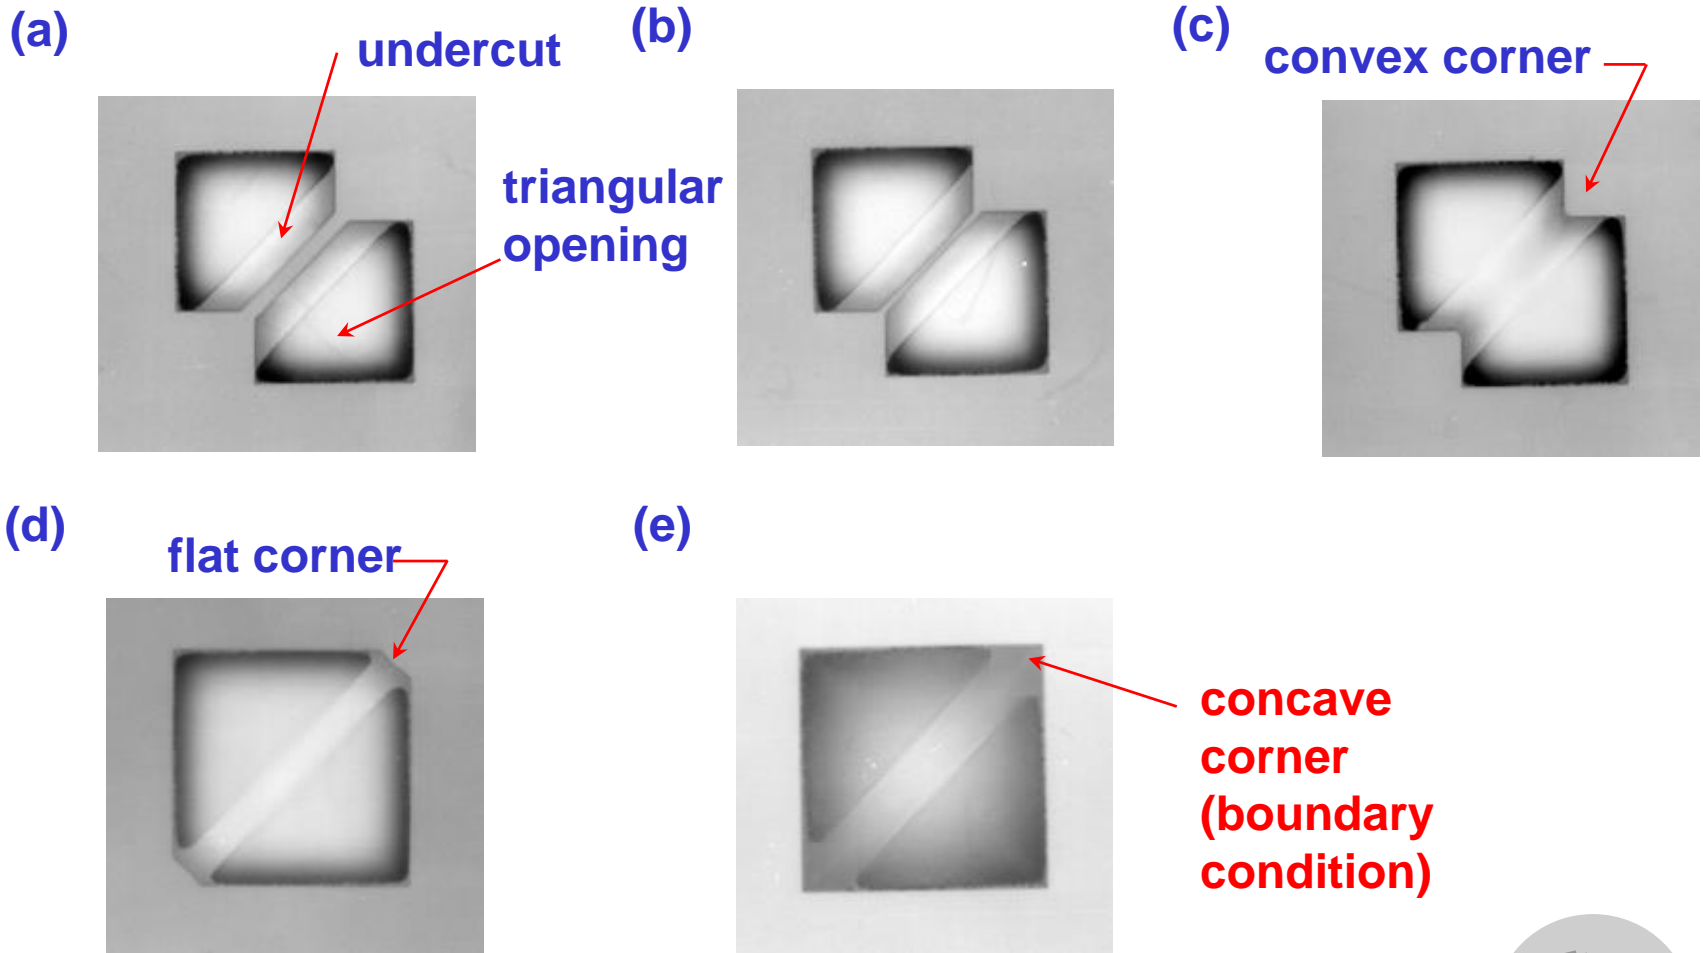 (a)
undercut
triangular
opening
(b)
(c)
convex corner
(d)
flat corner
(e)
concave
corner
(boundary
condition)